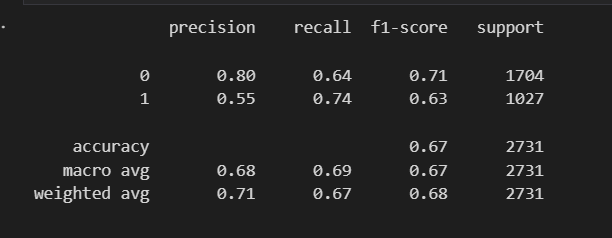 precision recall f1-score support
0 0.80 0.64 0.71 1704
1 0.55 0.74 0.63 1027
accuracy 0.67 2731
macro avg 0.68 0.69 0.67 2731
weighted avg 0.71 0.67 0.68 2731